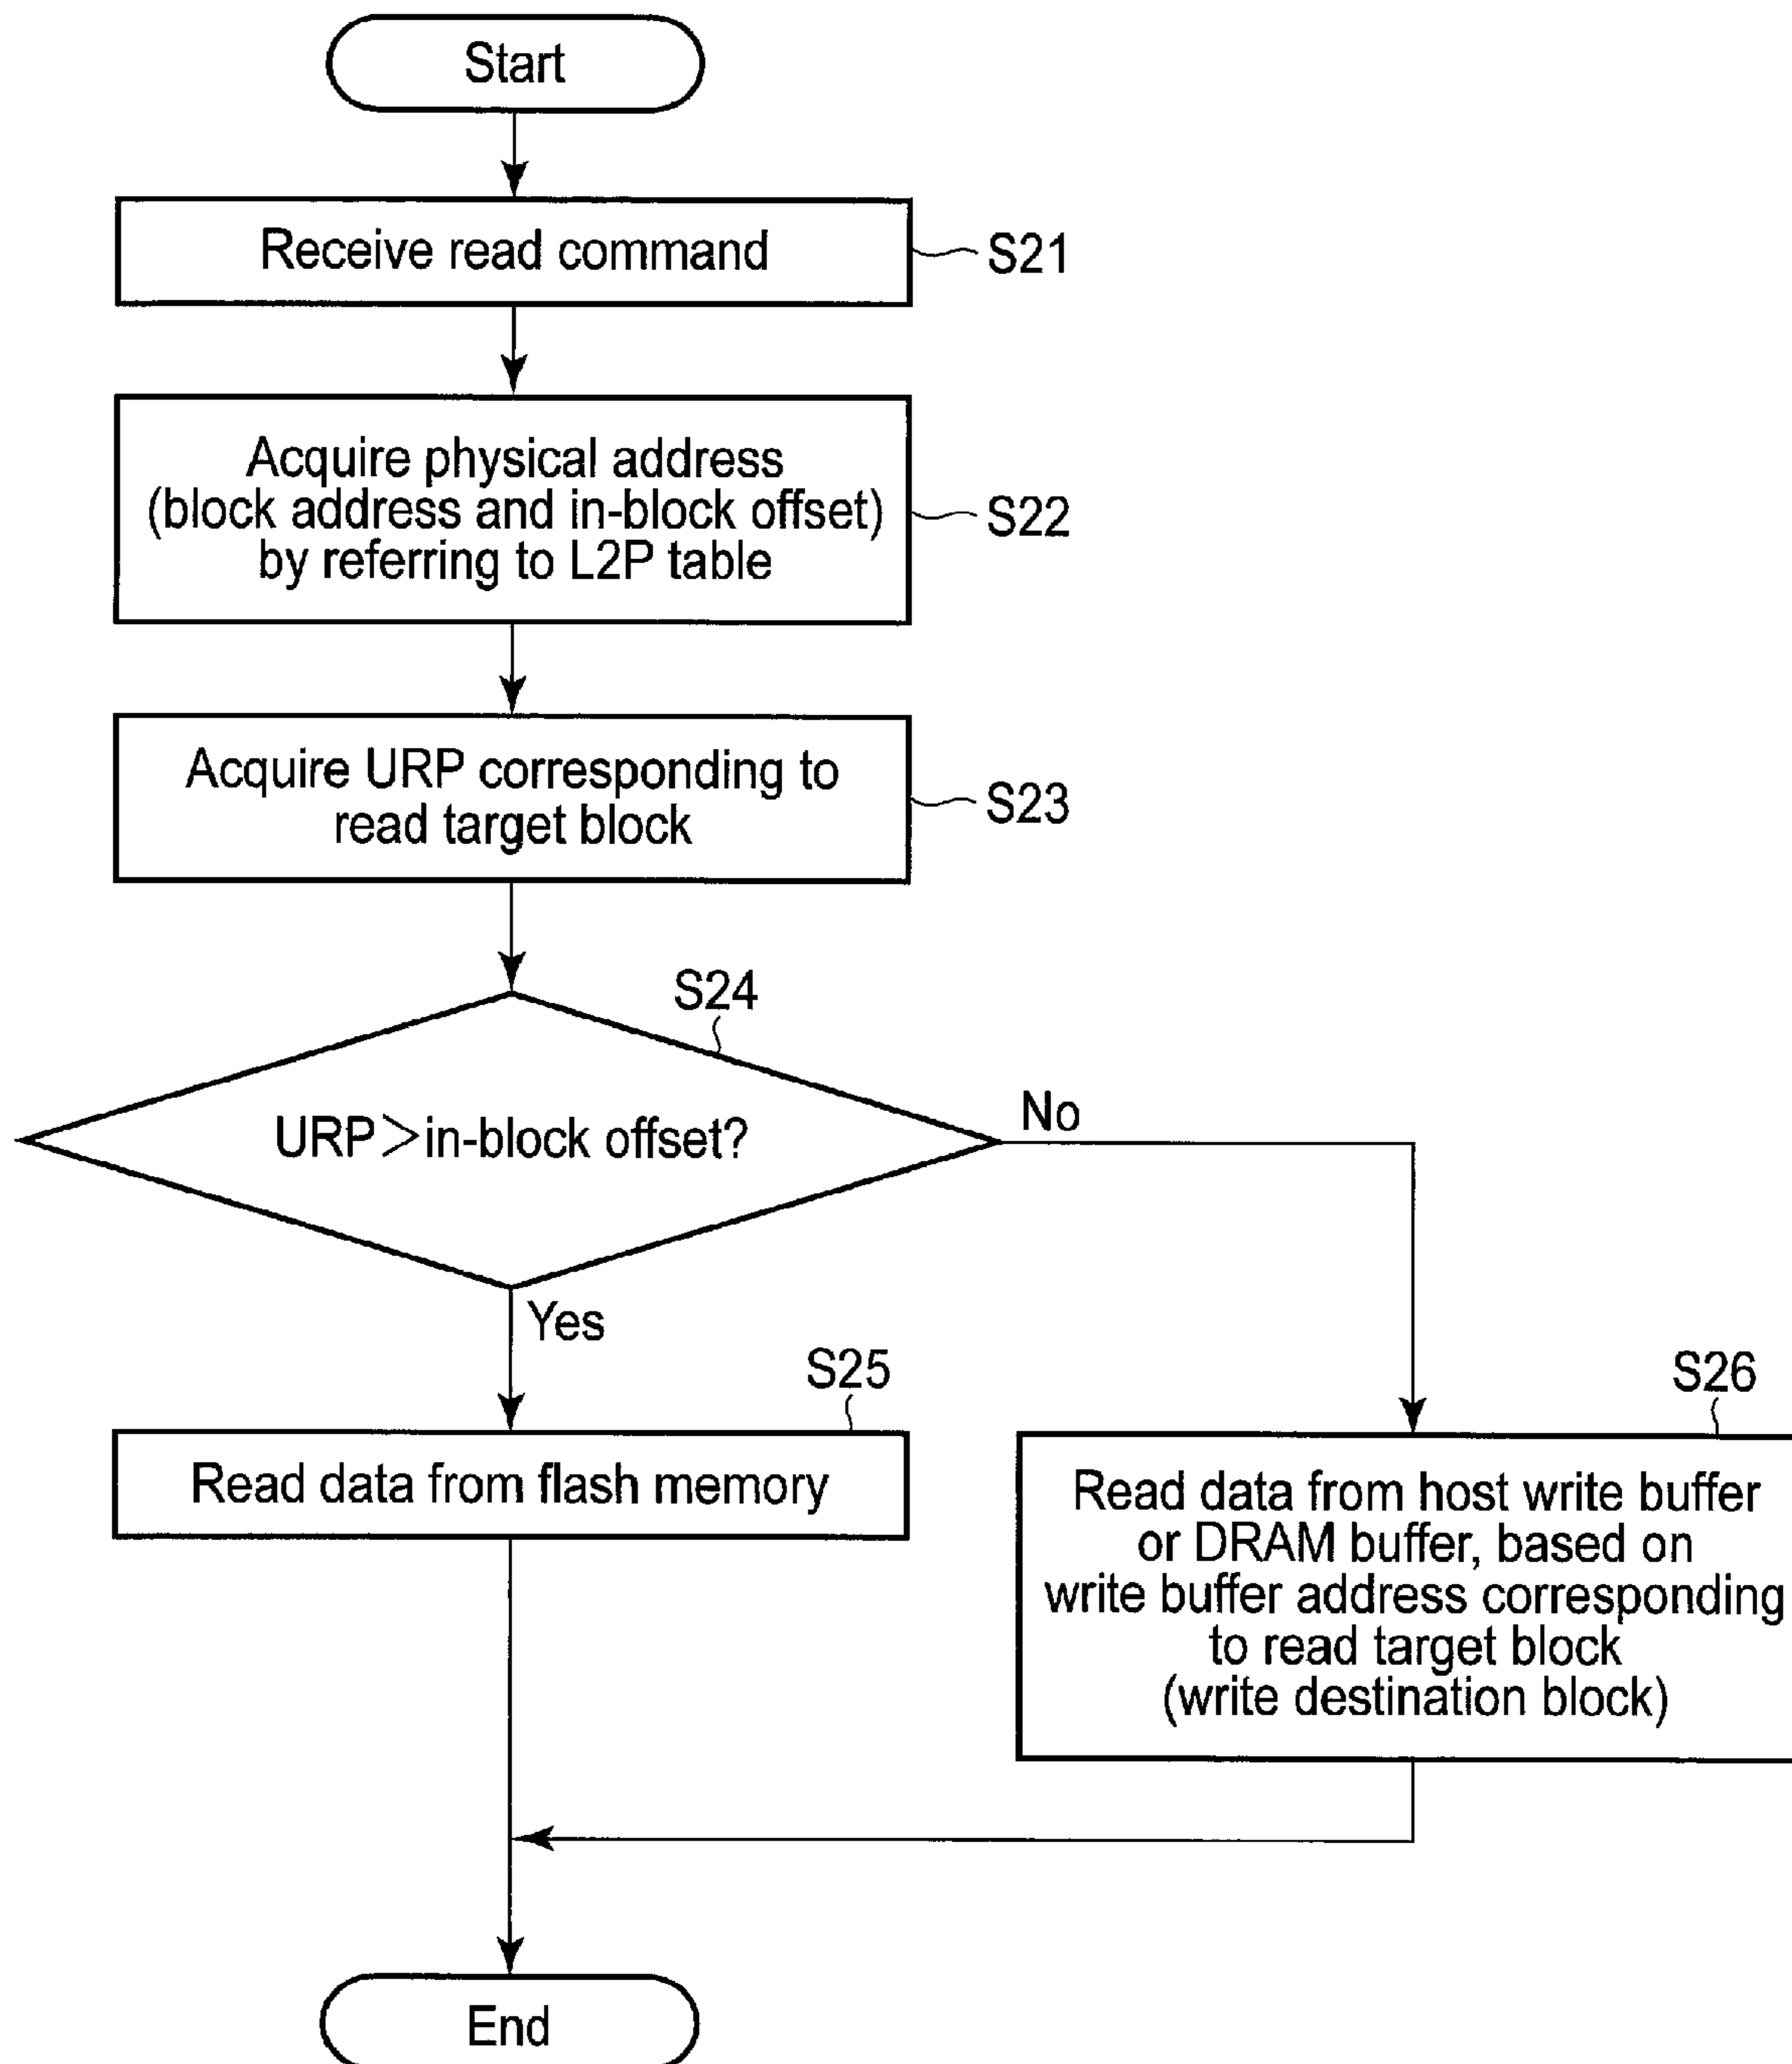 Start
Receive read command
S21
Acquire physical address
(block address and in-block offset)
by referring to L2P table
S22
Acquire URP corresponding to
read target block
S23
S24
URP>in-block offset?
No
Yes
S25
Read data from flash memory
S26
Read data from host write buffer
or DRAM buffer, based on
write buffer address corresponding
to read target block
(write destination block)
End